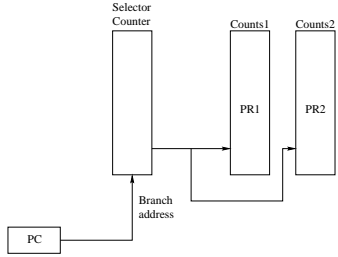 Selector
Counter
Counts1
Counts2
PR1
PR2
Branch
address
PC